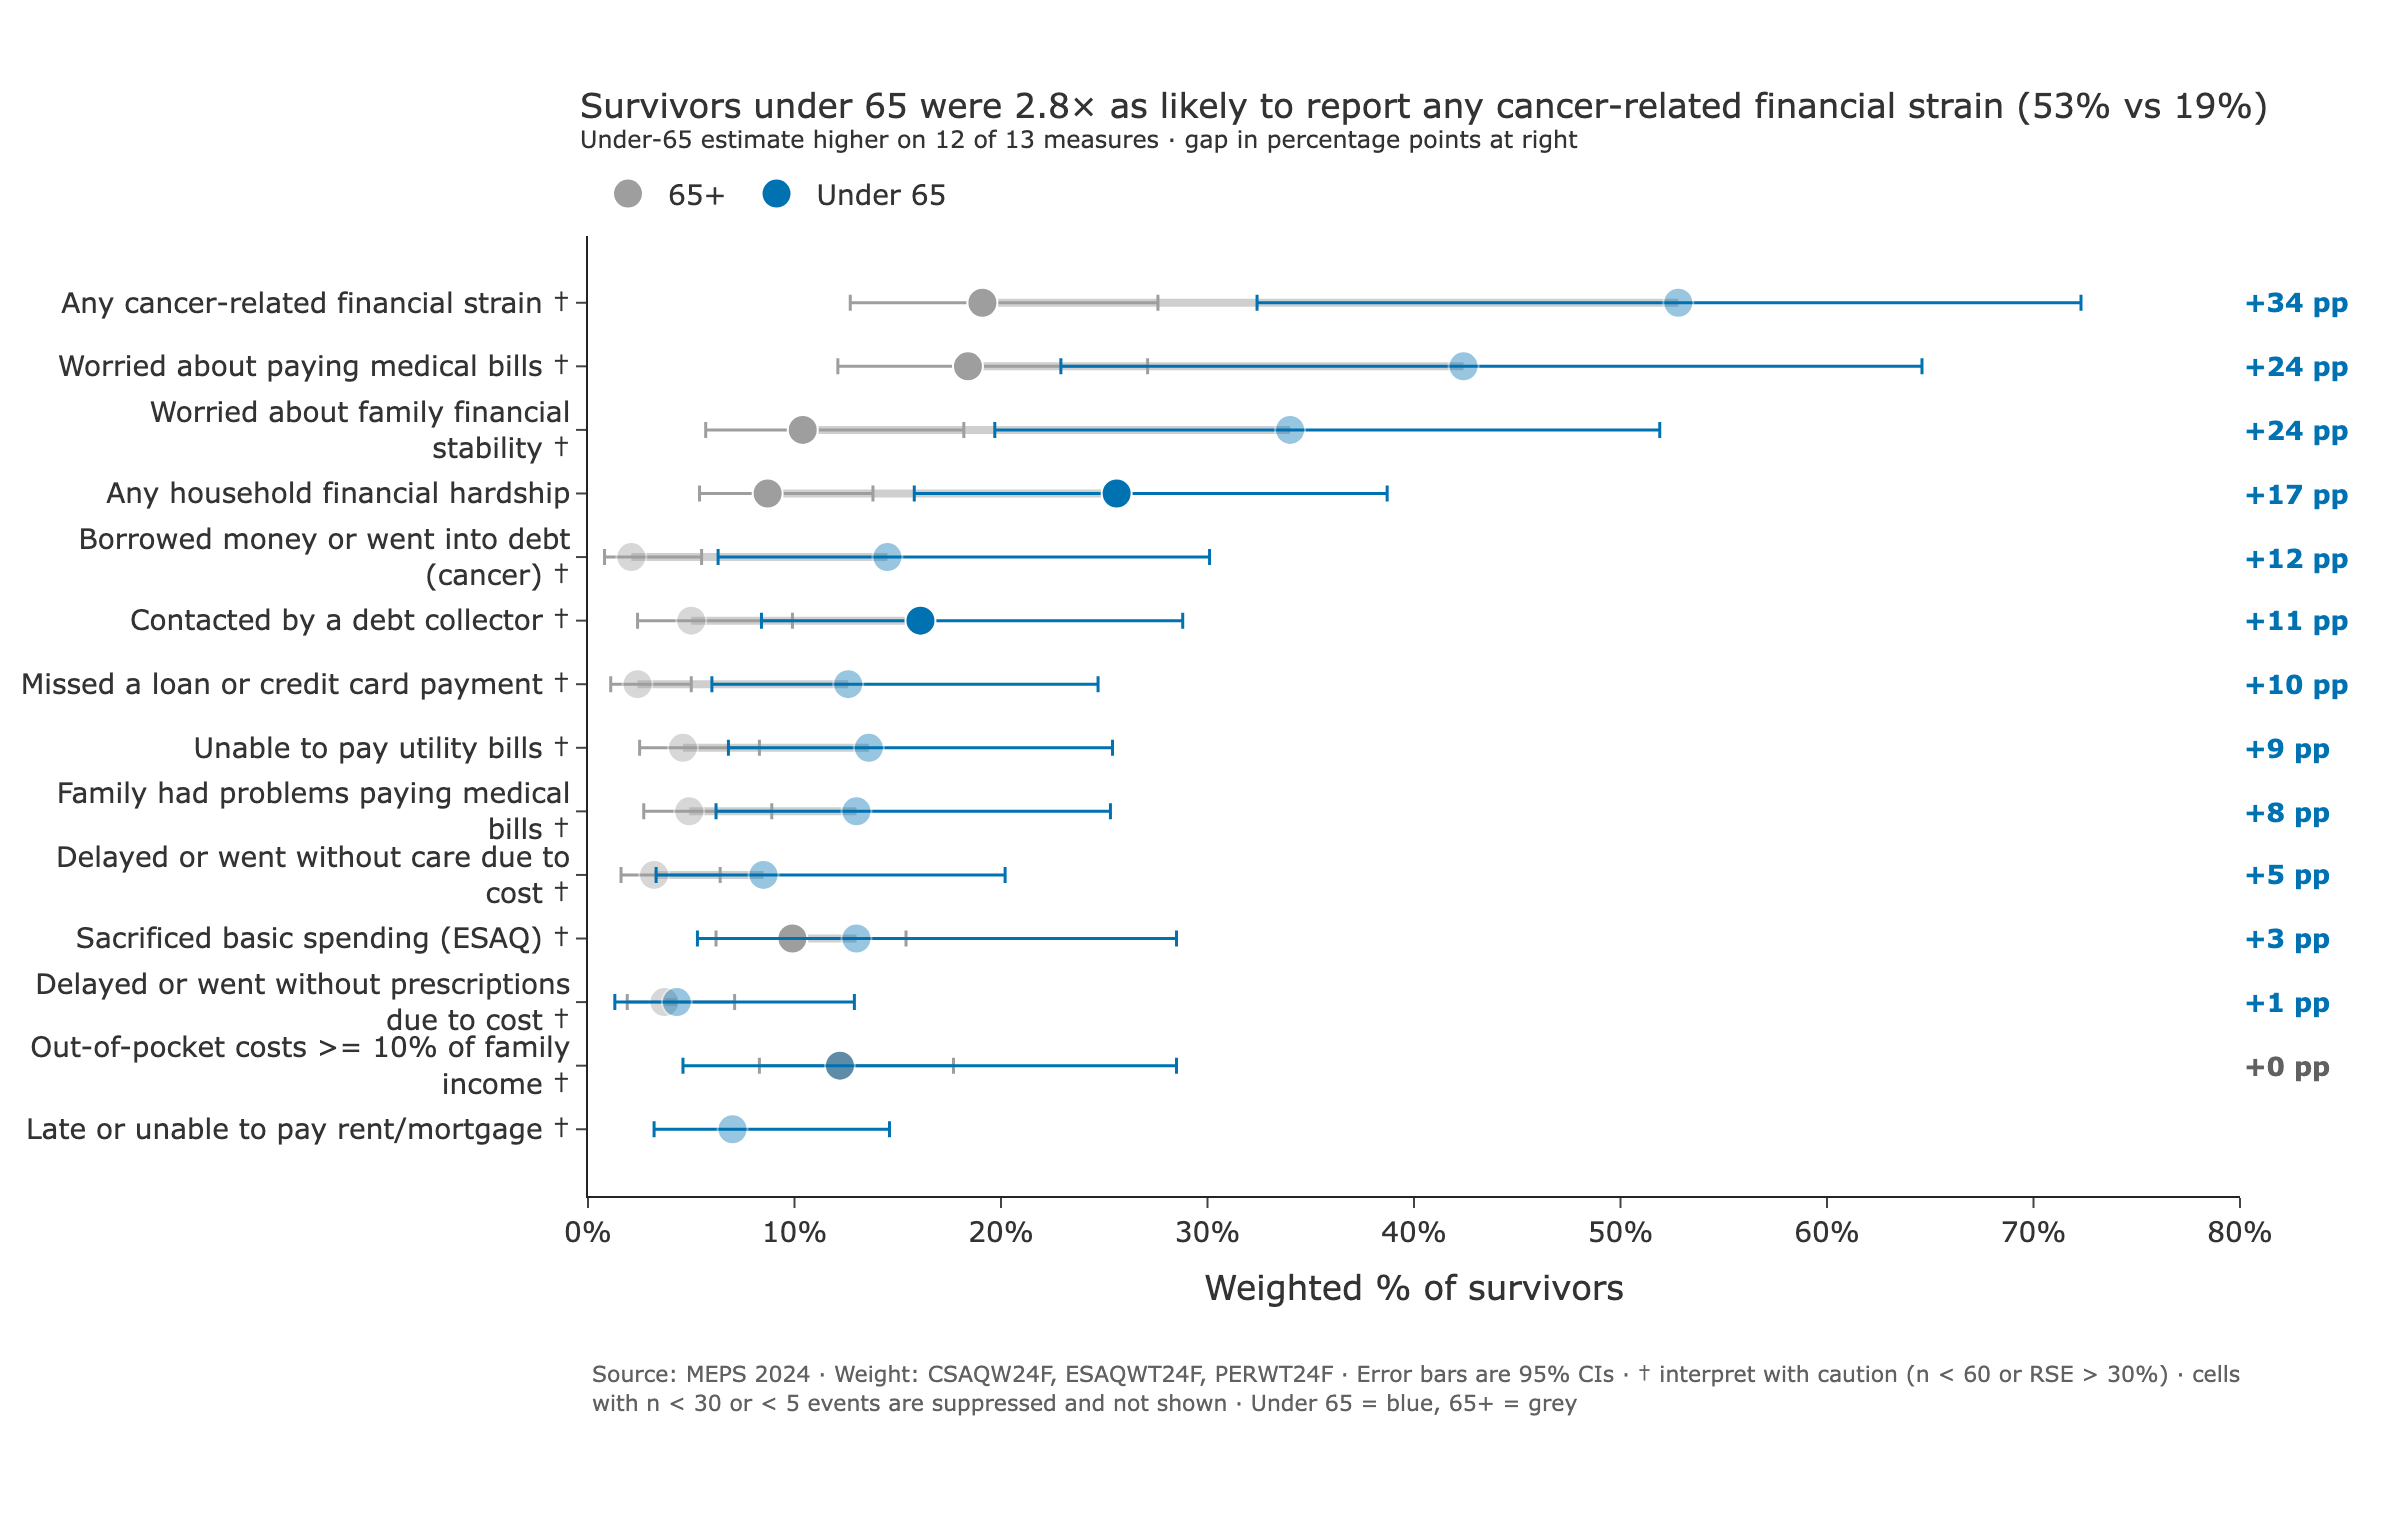 Survivors under 65 were 2.8× as likely to report any cancer-related financial strain (53% vs 19%)
Under-65 estimate higher on 12 of 13 measures · gap in percentage points at right
65+
Under 65
Any cancer-related financial strain †
+34 pp
Worried about paying medical bills †
+24 pp
Worried about family financial
stability †
+24 pp
Any household financial hardship
+17 pp
Borrowed money or went into debt
(cancer) †
+12 pp
Contacted by a debt collector †
+11 pp
Missed a loan or credit card payment †
+10 pp
Unable to pay utility bills †
+9 pp
Family had problems paying medical
bills †
+8 pp
Delayed or went without care due to
cost †
+5 pp
Sacrificed basic spending (ESAQ) †
+3 pp
Delayed or went without prescriptions
due to cost †
+1 pp
Out-of-pocket costs >= 10% of family
income †
+0 pp
Late or unable to pay rent/mortgage †
0%
10%
20%
30%
40%
50%
60%
70%
80%
Weighted % of survivors
Source: MEPS 2024 · Weight: CSAQW24F, ESAQWT24F, PERWT24F · Error bars are 95% CIs · † interpret with caution (n < 60 or RSE > 30%) · cells
with n < 30 or < 5 events are suppressed and not shown · Under 65 = blue, 65+ = grey